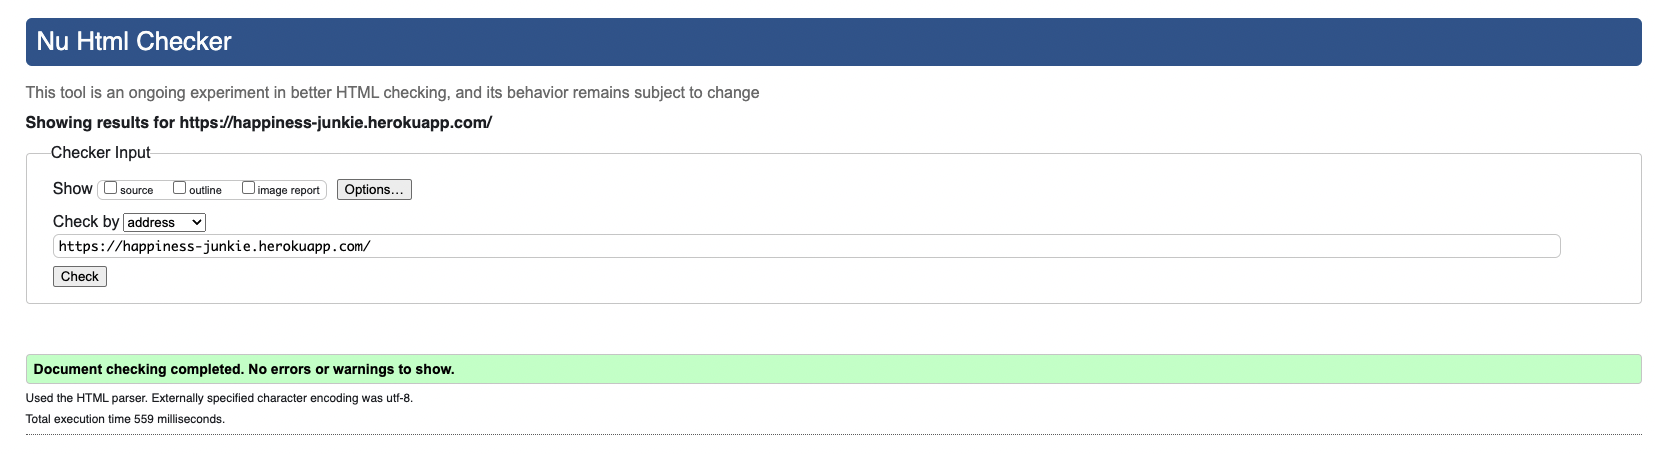 Nu Html Checker
This tool is an ongoing experiment in better HTML checking, and its behavior remains subject to change
Showing results for https://happiness-junkie.herokuapp.com/
Checker Input
Show source outline image report Options...
Check by address
https://happiness-junkie.herokuapp.com/
Check
Document checking completed. No errors or warnings to show.
Used the HTML parser. Externally specified character encoding was utf-8.
Total execution time 559 milliseconds.